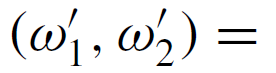 (ω′₁, ω′₂) =